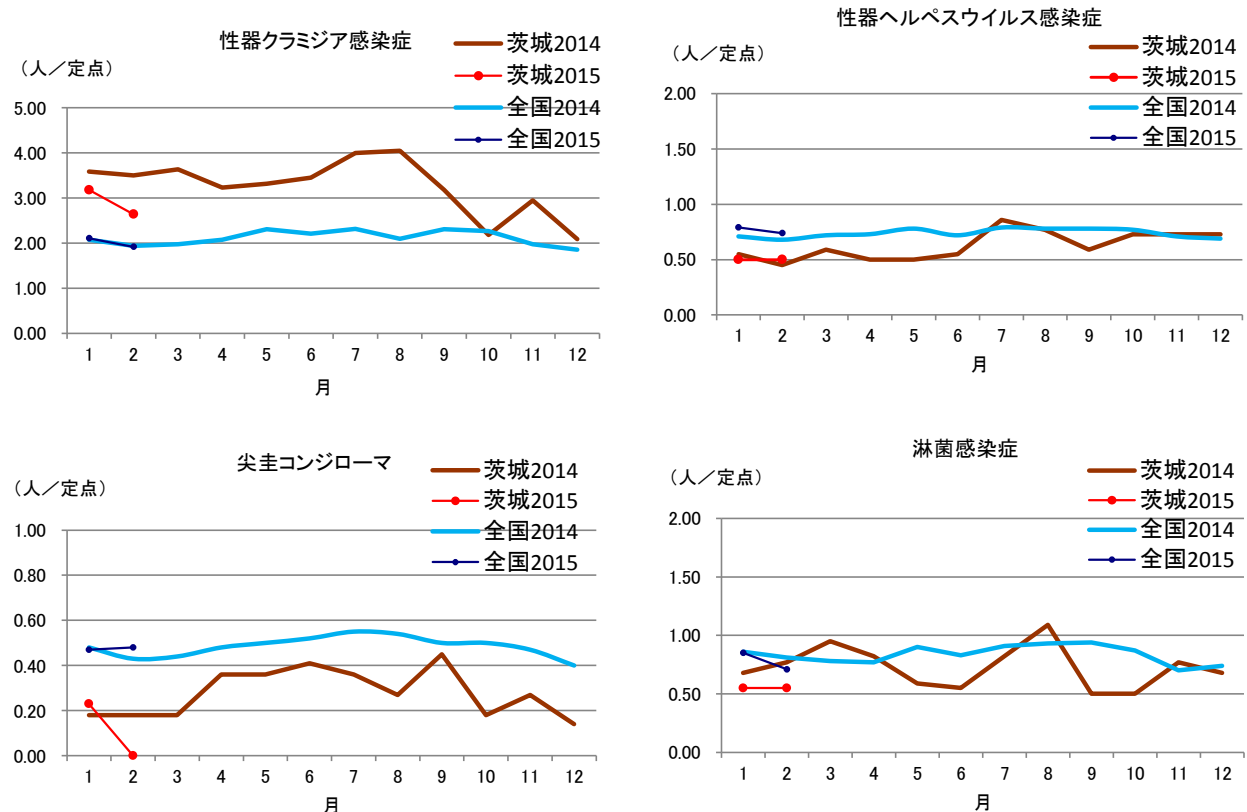 性器クラミジア感染症
（人／定点）
茨城2014
茨城2015
全国2014
全国2015
5.00
4.00
3.00
2.00
1.00
0.00
1 2 3 4 5 6 7 8 9 10 11 12
月
性器ヘルペスウイルス感染症
茨城2014
茨城2015
全国2014
全国2015
2.00
1.50
1.00
0.50
0.00
1 2 3 4 5 6 7 8 9 10 11 12
月
尖圭コンジローマ
（人／定点）
茨城2014
茨城2015
全国2014
全国2015
1.00
0.80
0.60
0.40
0.20
0.00
1 2 3 4 5 6 7 8 9 10 11 12
月
淋菌感染症
（人／定点）
茨城2014
茨城2015
全国2014
全国2015
2.00
1.50
1.00
0.50
0.00
1 2 3 4 5 6 7 8 9 10 11 12
月